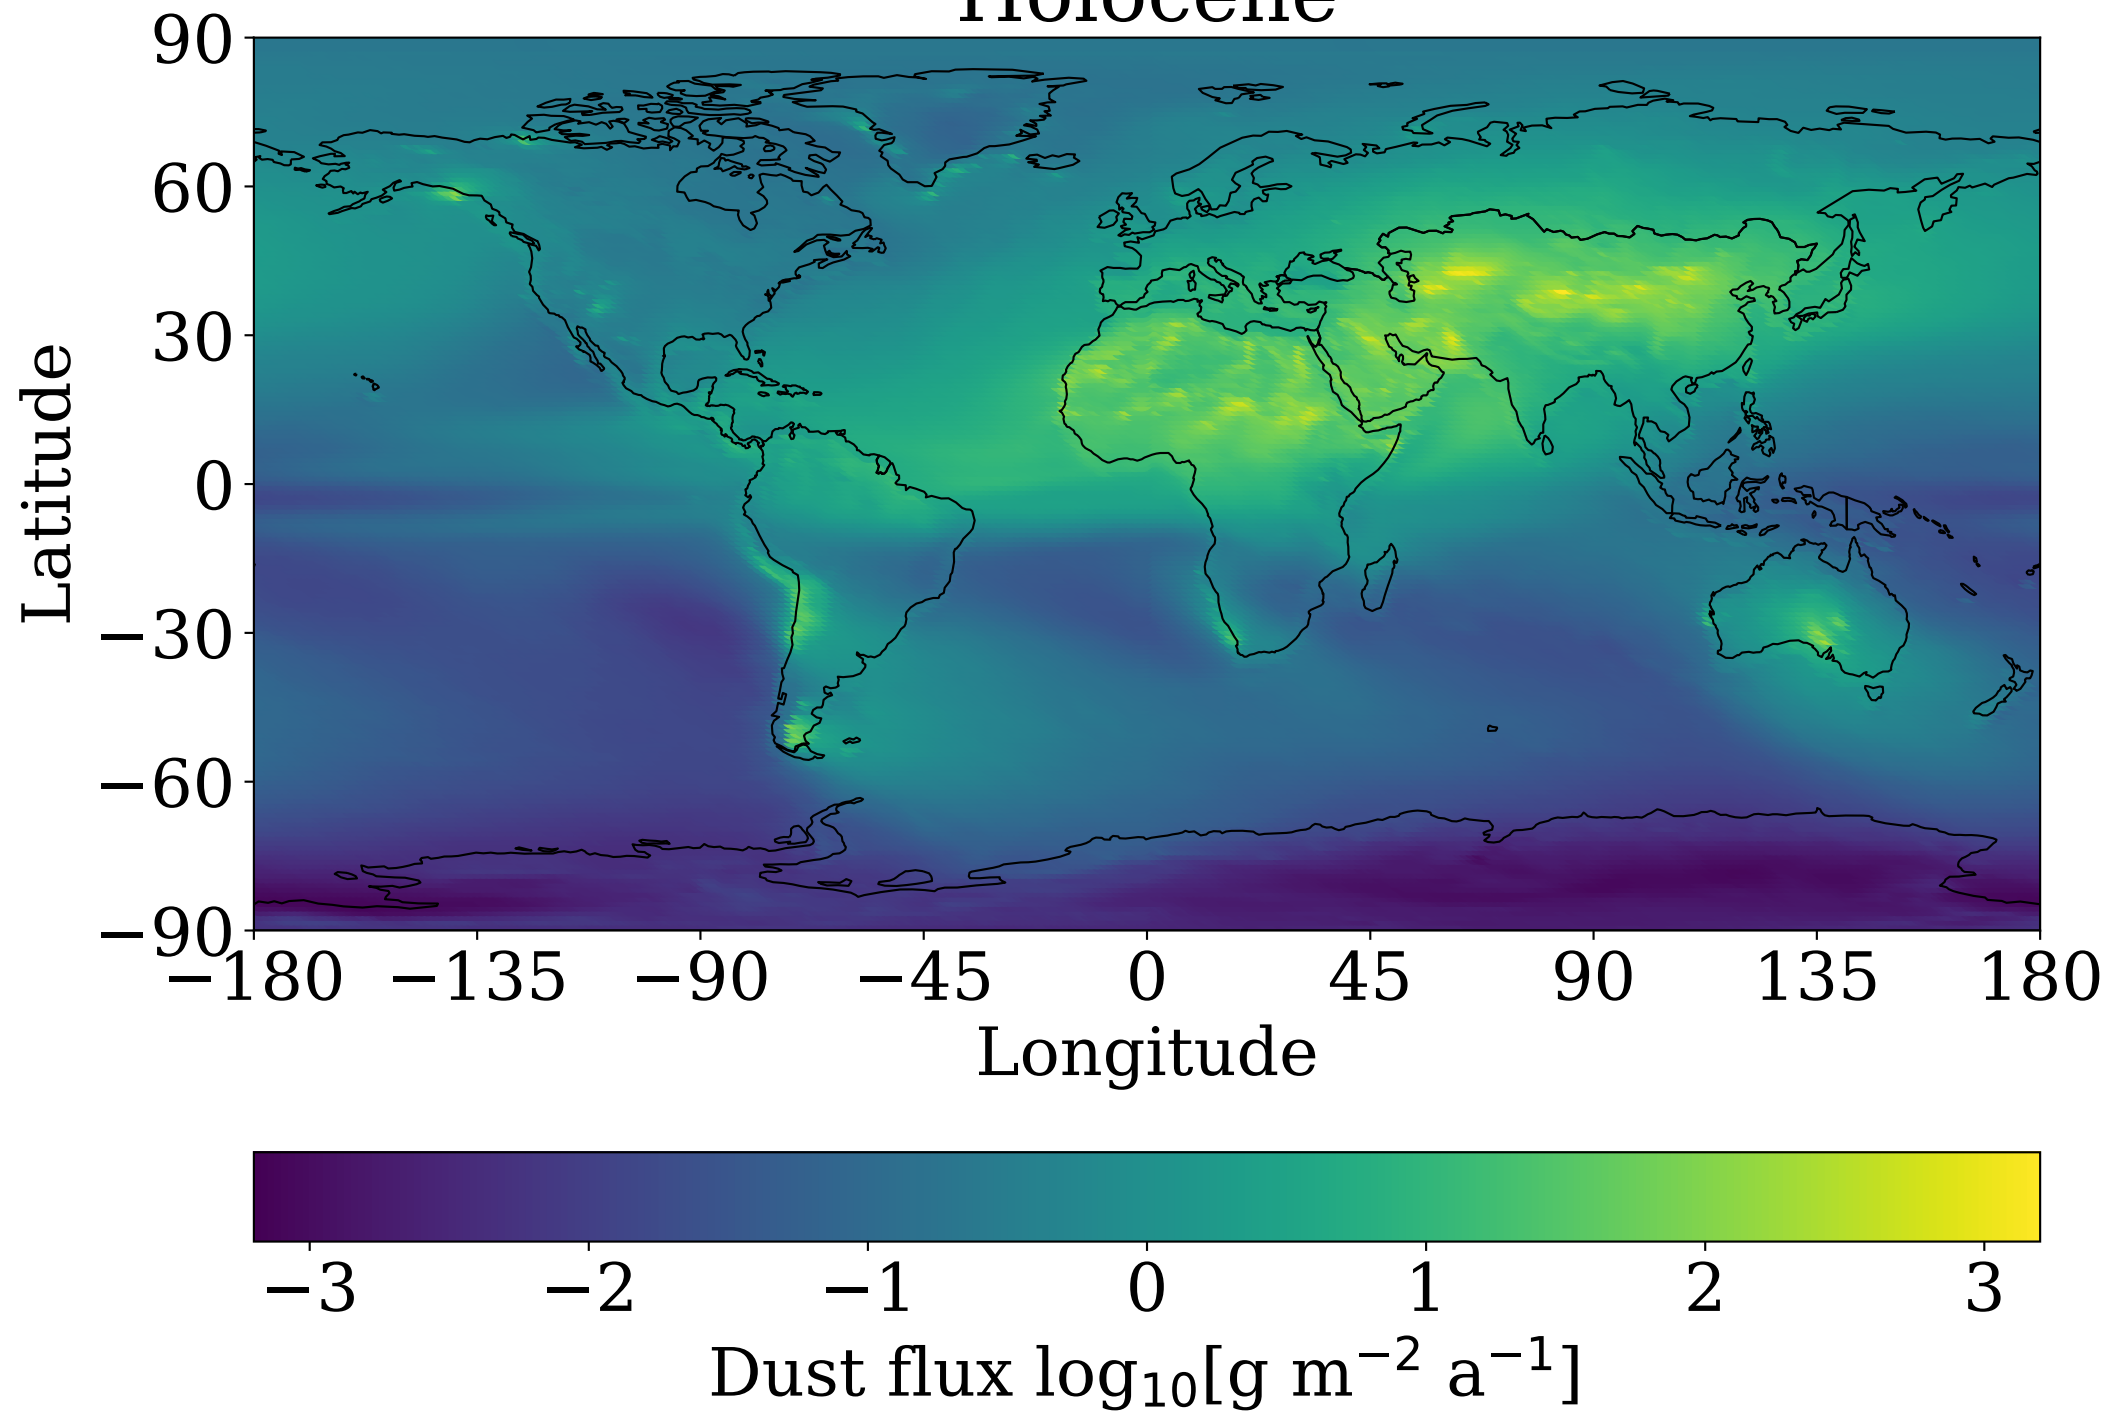 Holocene
90
60
30
0
−30
−60
−90
Latitude
−180 −135 −90 −45 0 45 90 135 180
Longitude
−3 −2 −1 0 1 2 3
Dust flux log₁₀[g m⁻² a⁻¹]